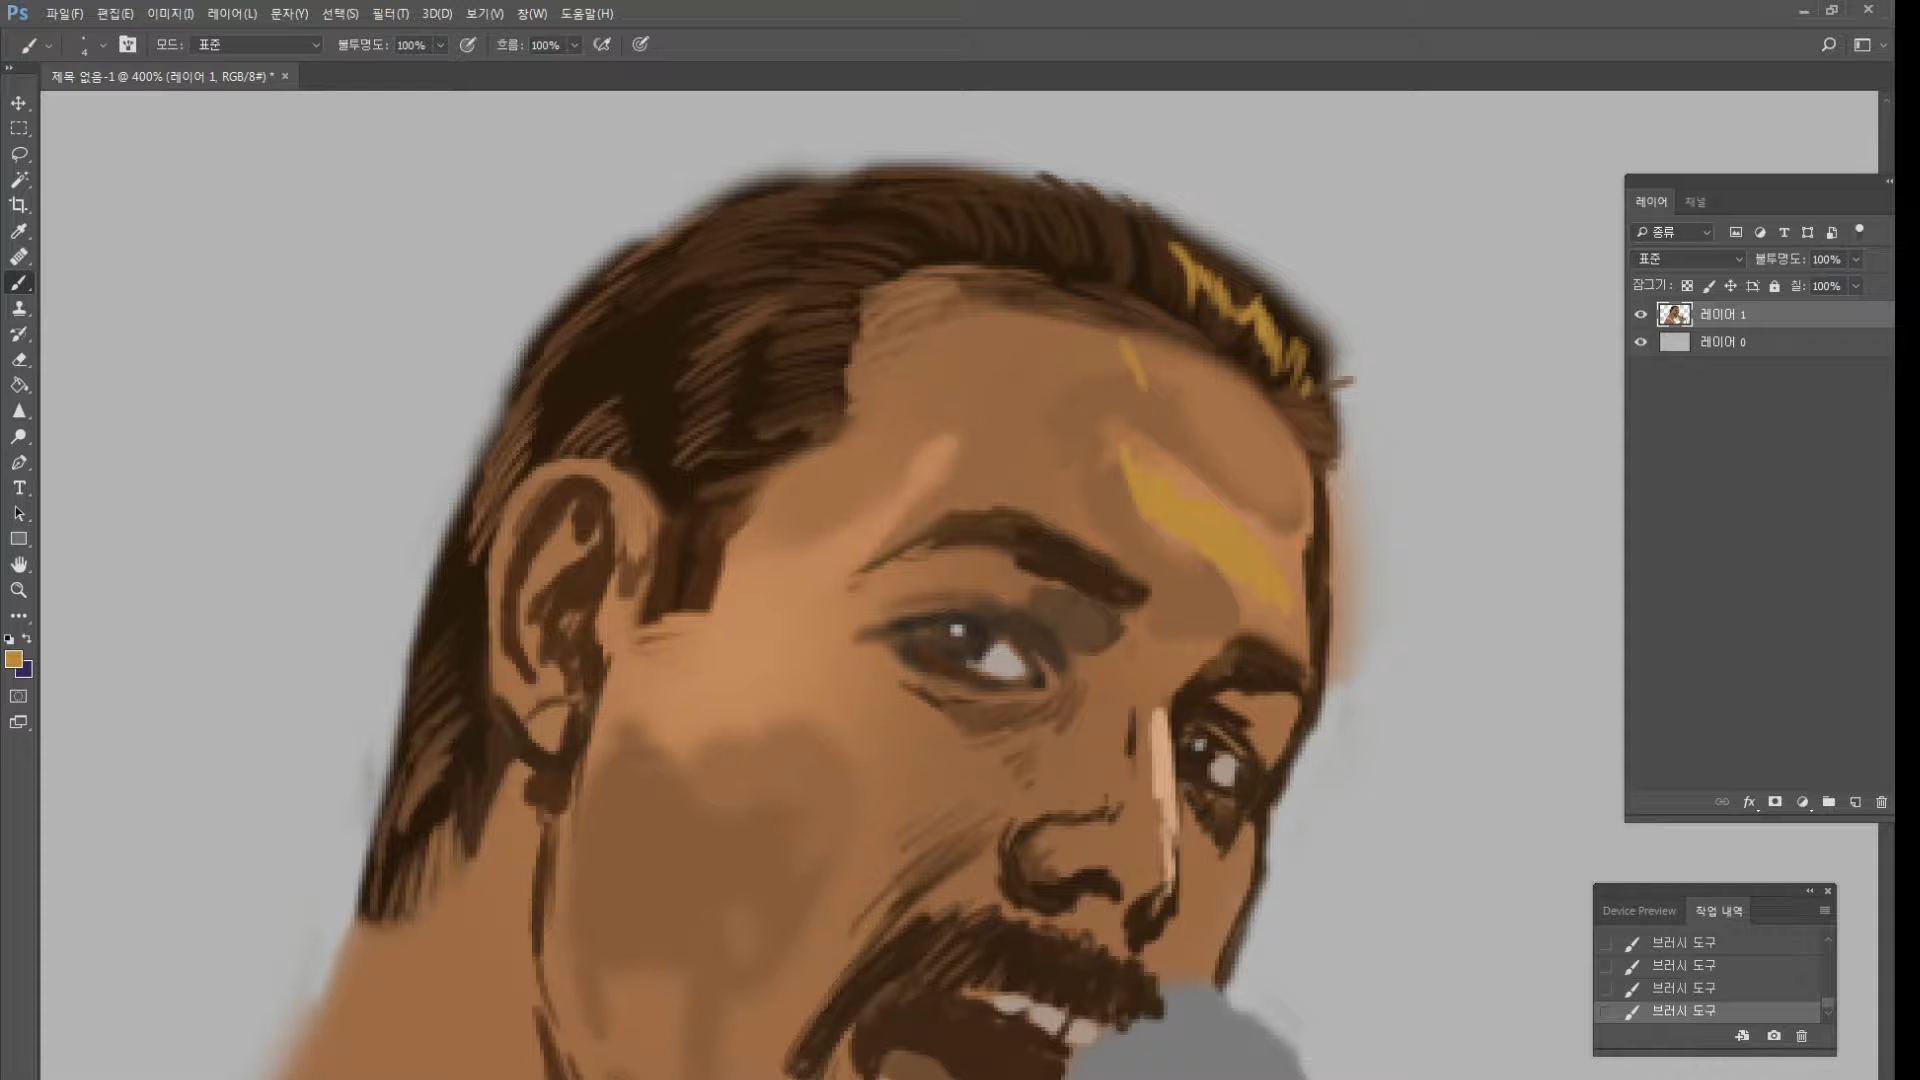 Ps 파일(F) 편집(E) 이미지(I) 레이어(L) 문자(Y) 선택(S) 필터(T) 3D(D) 보기(V) 창(W) 도움말(H)
4 모드: 표준 불투명도: 100% 흐름: 100%
제목 없음-1 @ 400% (레이어 1, RGB/8#) * ×
레이어 채널
종류
표준 불투명도: 100%
잠그기: 칠: 100%
레이어 1
레이어 0
fx
Device Preview 작업 내역
브러시 도구
브러시 도구
브러시 도구
브러시 도구